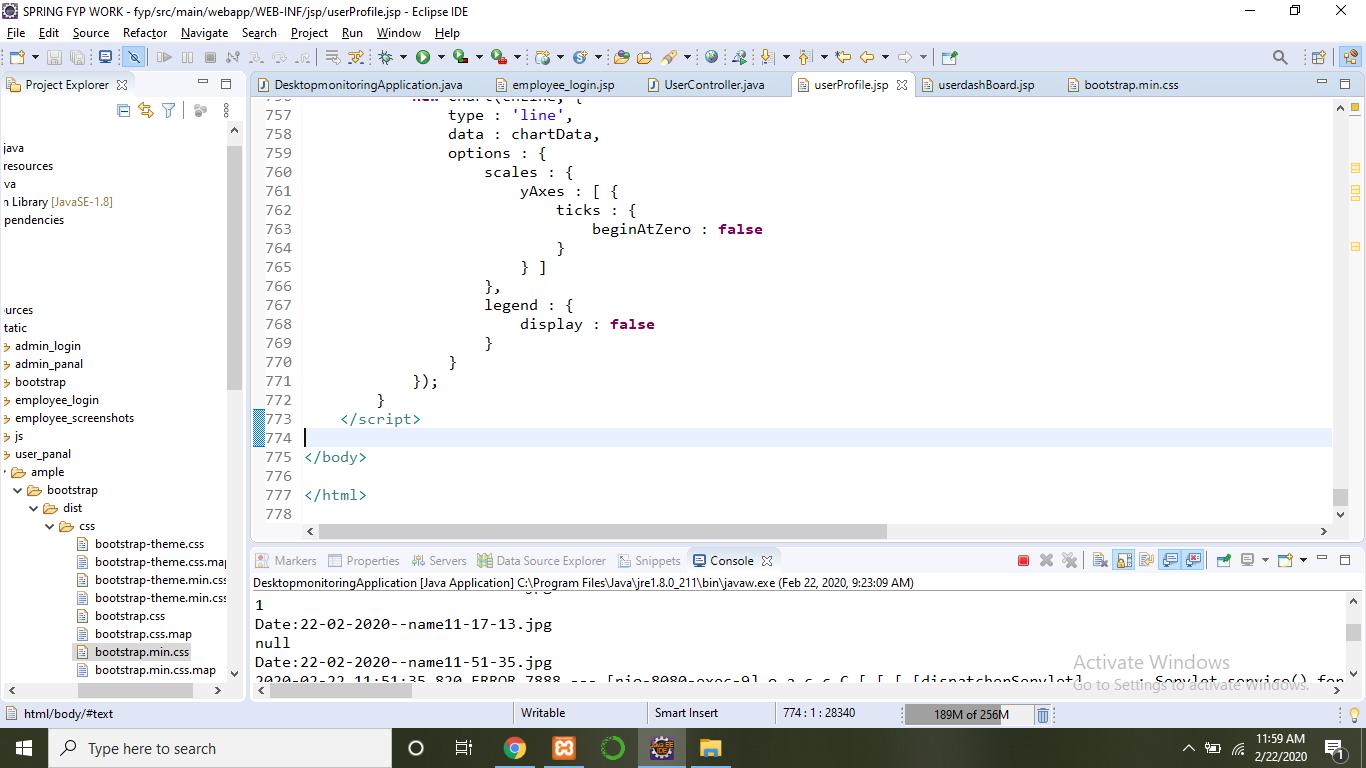 SPRING FYP WORK - fyp/src/main/webapp/WEB-INF/jsp/userProfile.jsp - Eclipse IDE
File Edit Source Refactor Navigate Search Project Run Window Help
Project Explorer
DesktopmonitoringApplication.java employee_login.jsp UserController.java userProfile.jsp userdashBoard.jsp bootstrap.min.css
java
resources
va
n Library [JavaSE-1.8]
pendencies
urces
tatic
admin_login
admin_panal
bootstrap
employee_login
employee_screenshots
js
user_panal
ample
bootstrap
dist
css
bootstrap-theme.css
bootstrap-theme.css.map
bootstrap-theme.min.css
bootstrap-theme.min.css
bootstrap.css
bootstrap.css.map
bootstrap.min.css
bootstrap.min.css.map
757 type : 'line',
758 data : chartData,
759 options : {
760 scales : {
761 yAxes : [ {
762 ticks : {
763 beginAtZero : false
764 }
765 } ]
766 },
767 legend : {
768 display : false
769 }
770 }
771 });
772 }
773 </script>
774
775 </body>
776
777 </html>
778
Markers Properties Servers Data Source Explorer Snippets Console
DesktopmonitoringApplication [Java Application] C:\Program Files\Java\jre1.8.0_211\bin\javaw.exe (Feb 22, 2020, 9:23:09 AM)
1
Date:22-02-2020--name11-17-13.jpg
null
Date:22-02-2020--name11-51-35.jpg
2020-02-22 11:51:35.820 ERROR 7888 --- [nio-8080-exec-9] o.a.c.c.C.[.[.[.[dispatcherServlet] : Servlet.service() for
Activate Windows
Go to Settings to activate Windows.
html/body/#text Writable Smart Insert 774 : 1 : 28340 189M of 256M
Type here to search
11:59 AM
2/22/2020
1